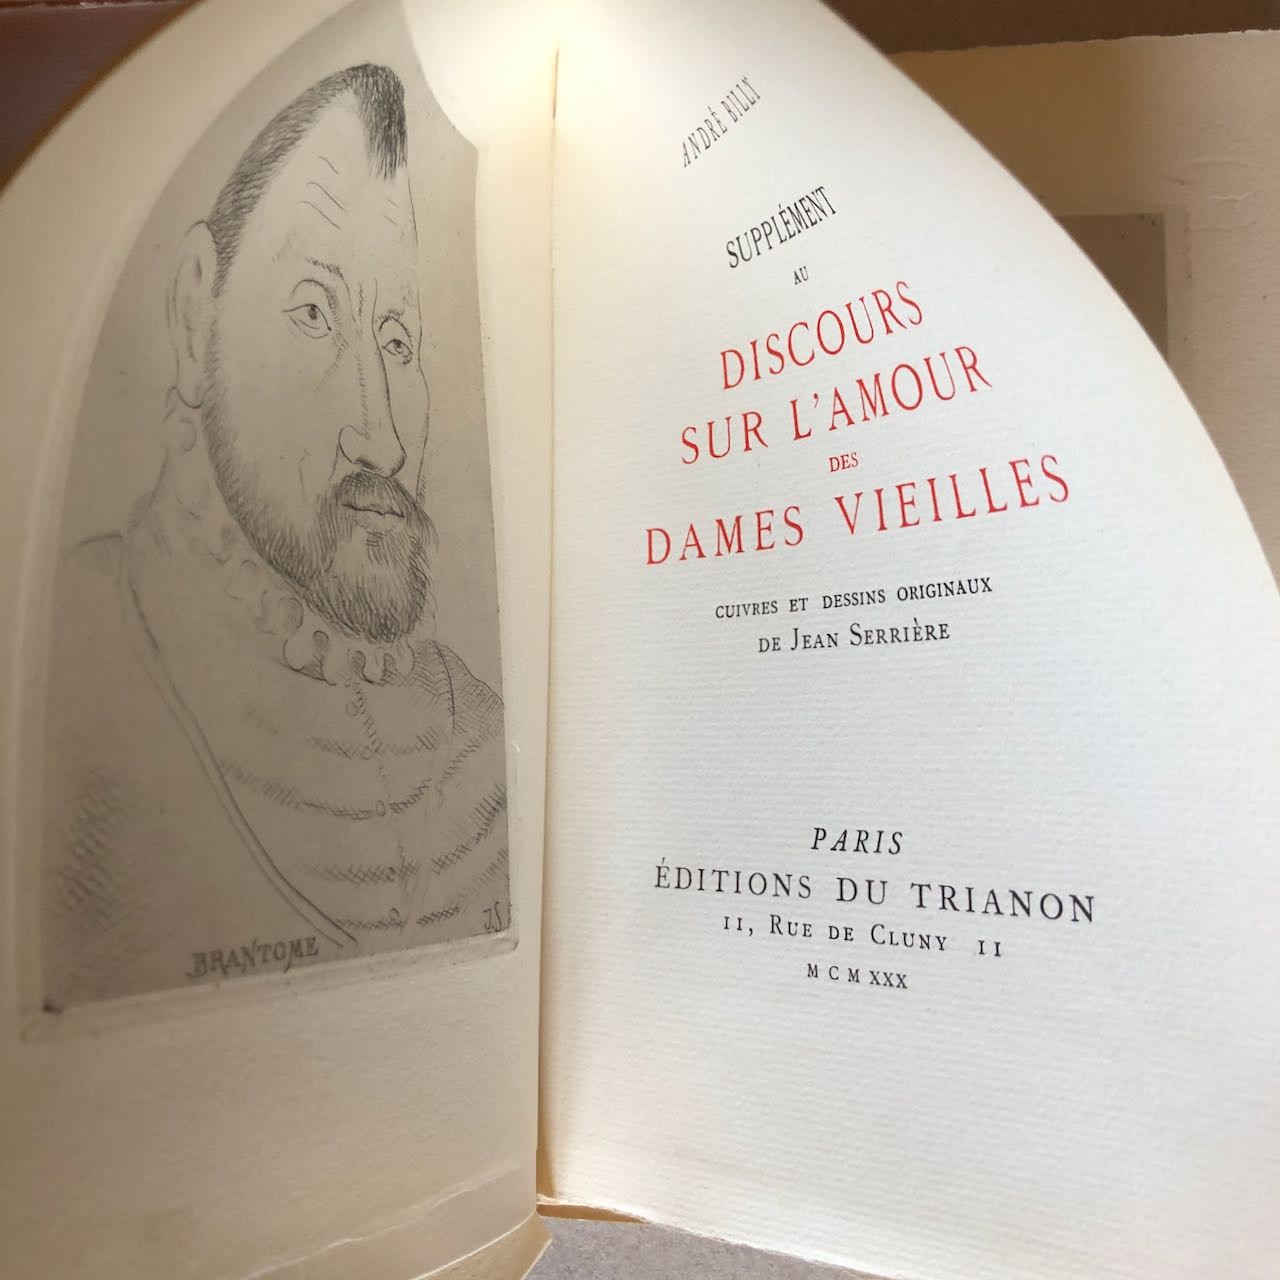 BRANTOME
J.S
ANDRÉ BILLY
SUPPLÉMENT
AU
DISCOURS
SUR L'AMOUR
DES
DAMES VIEILLES
CUIVRES ET DESSINS ORIGINAUX
DE JEAN SERRIÈRE
PARIS
ÉDITIONS DU TRIANON
11, RUE DE CLUNY 11
MCMXXX